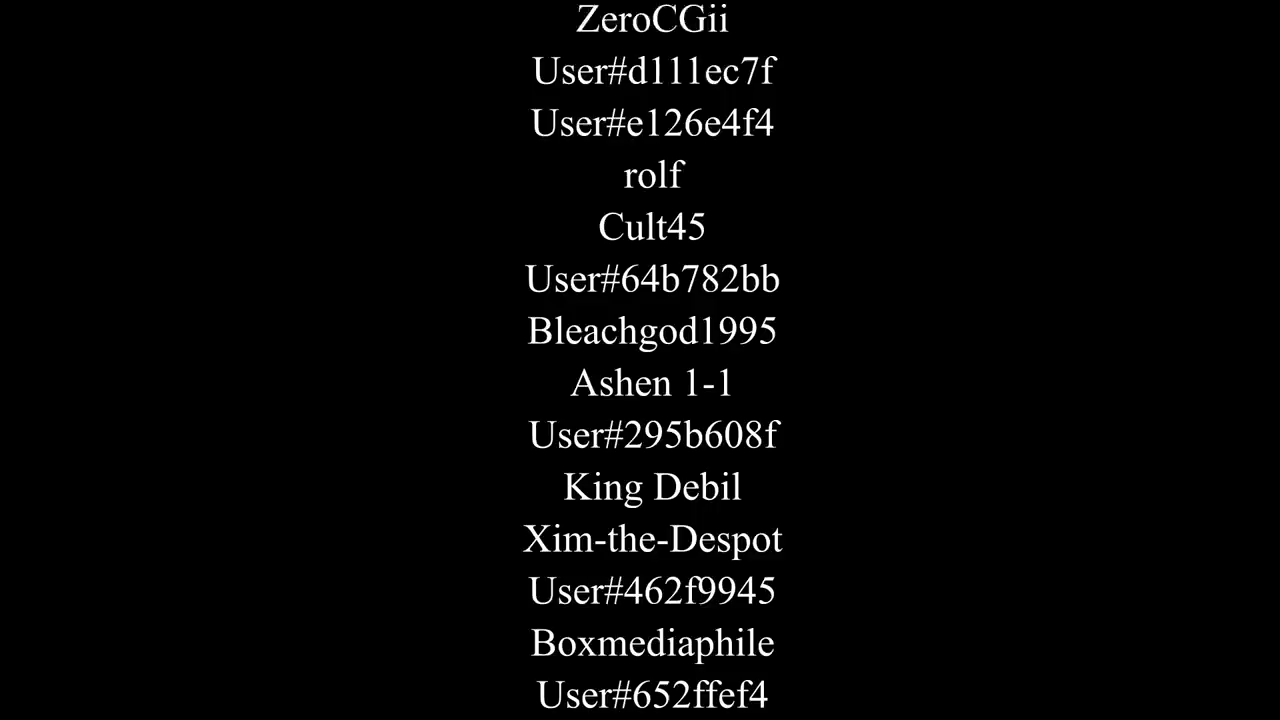 ZeroCGii
User#d111ec7f
User#e126e4f4
rolf
Cult45
User#64b782bb
Bleachgod1995
Ashen 1-1
User#295b608f
King Debil
Xim-the-Despot
User#462f9945
Boxmediaphile
User#652ffef4